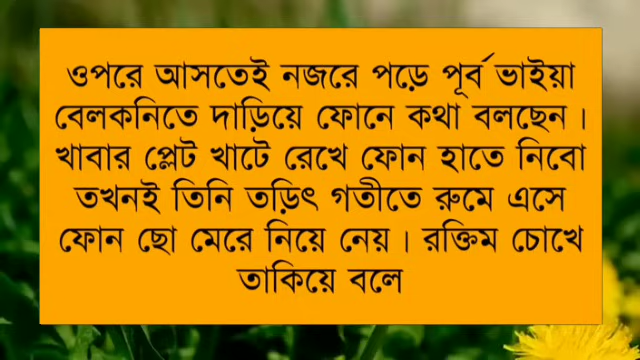 ওপরে আসতেই নজরে পড়ে পূর্ব ভাইয়া
বেলকনিতে দাড়িয়ে ফোনে কথা বলছেন।
খাবার প্লেট খাটে রেখে ফোন হাতে নিবো
তখনই তিনি তড়িৎ গতীতে রুমে এসে
ফোন ছো মেরে নিয়ে নেয়। রক্তিম চোখে
তাকিয়ে বলে